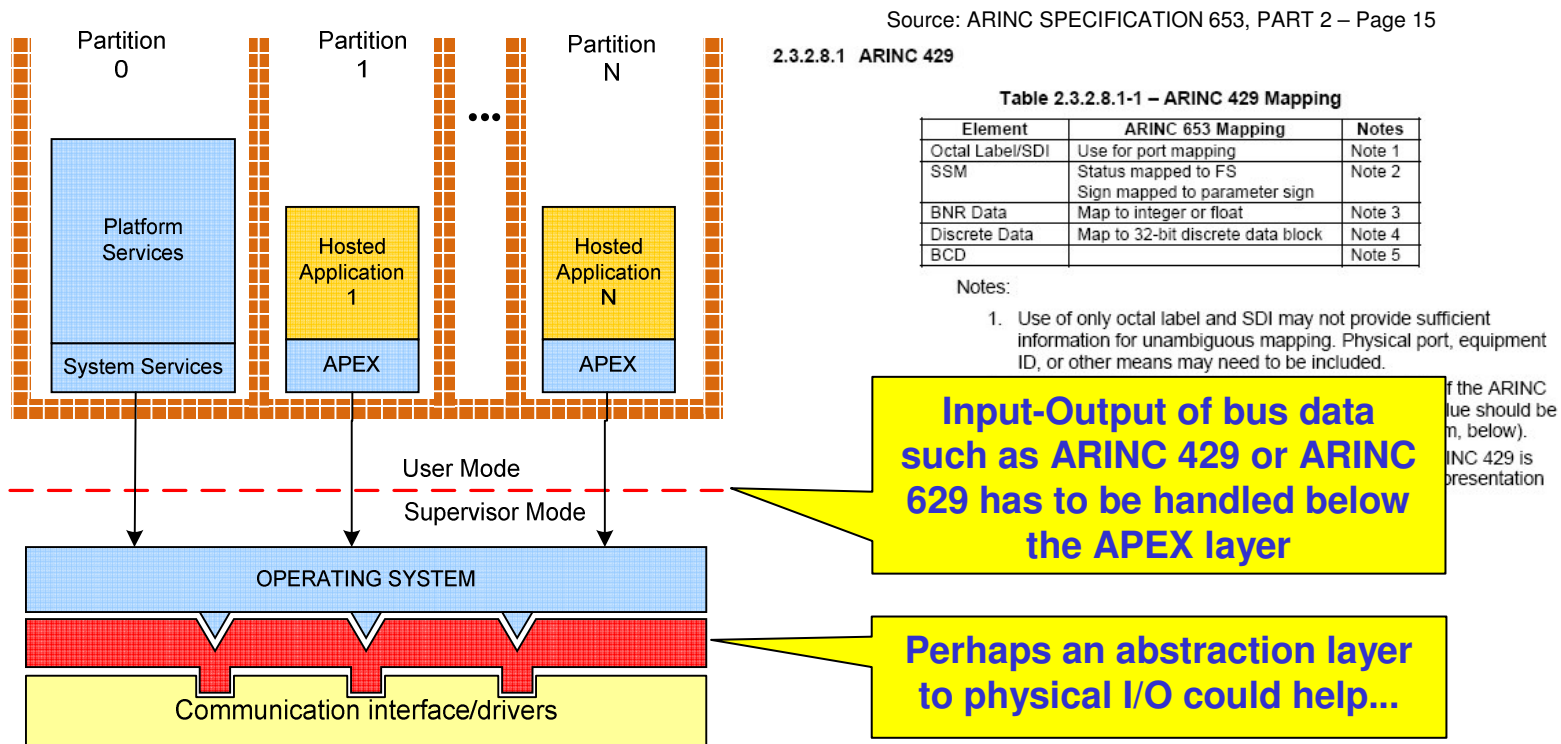 Source: ARINC SPECIFICATION 653, PART 2 – Page 15
Partition
0
Partition
1
Partition
N
...
Platform
Services
System Services
Hosted
Application
1
APEX
Hosted
Application
N
APEX
User Mode
Supervisor Mode
OPERATING SYSTEM
Communication interface/drivers
2.3.2.8.1 ARINC 429
Table 2.3.2.8.1-1 – ARINC 429 Mapping
Element ARINC 653 Mapping Notes
Octal Label/SDI Use for port mapping Note 1
SSM Status mapped to FS Note 2
Sign mapped to parameter sign
BNR Data Map to integer or float Note 3
Discrete Data Map to 32-bit discrete data block Note 4
BCD Note 5
Notes:
1. Use of only octal label and SDI may not provide sufficient
information for unambiguous mapping. Physical port, equipment
ID, or other means may need to be included.
f the ARINC
should be
below).
429 is
Input-Output of bus data
such as ARINC 429 or ARINC
629 has to be handled below
the APEX layer
Perhaps an abstraction layer
to physical I/O could help...